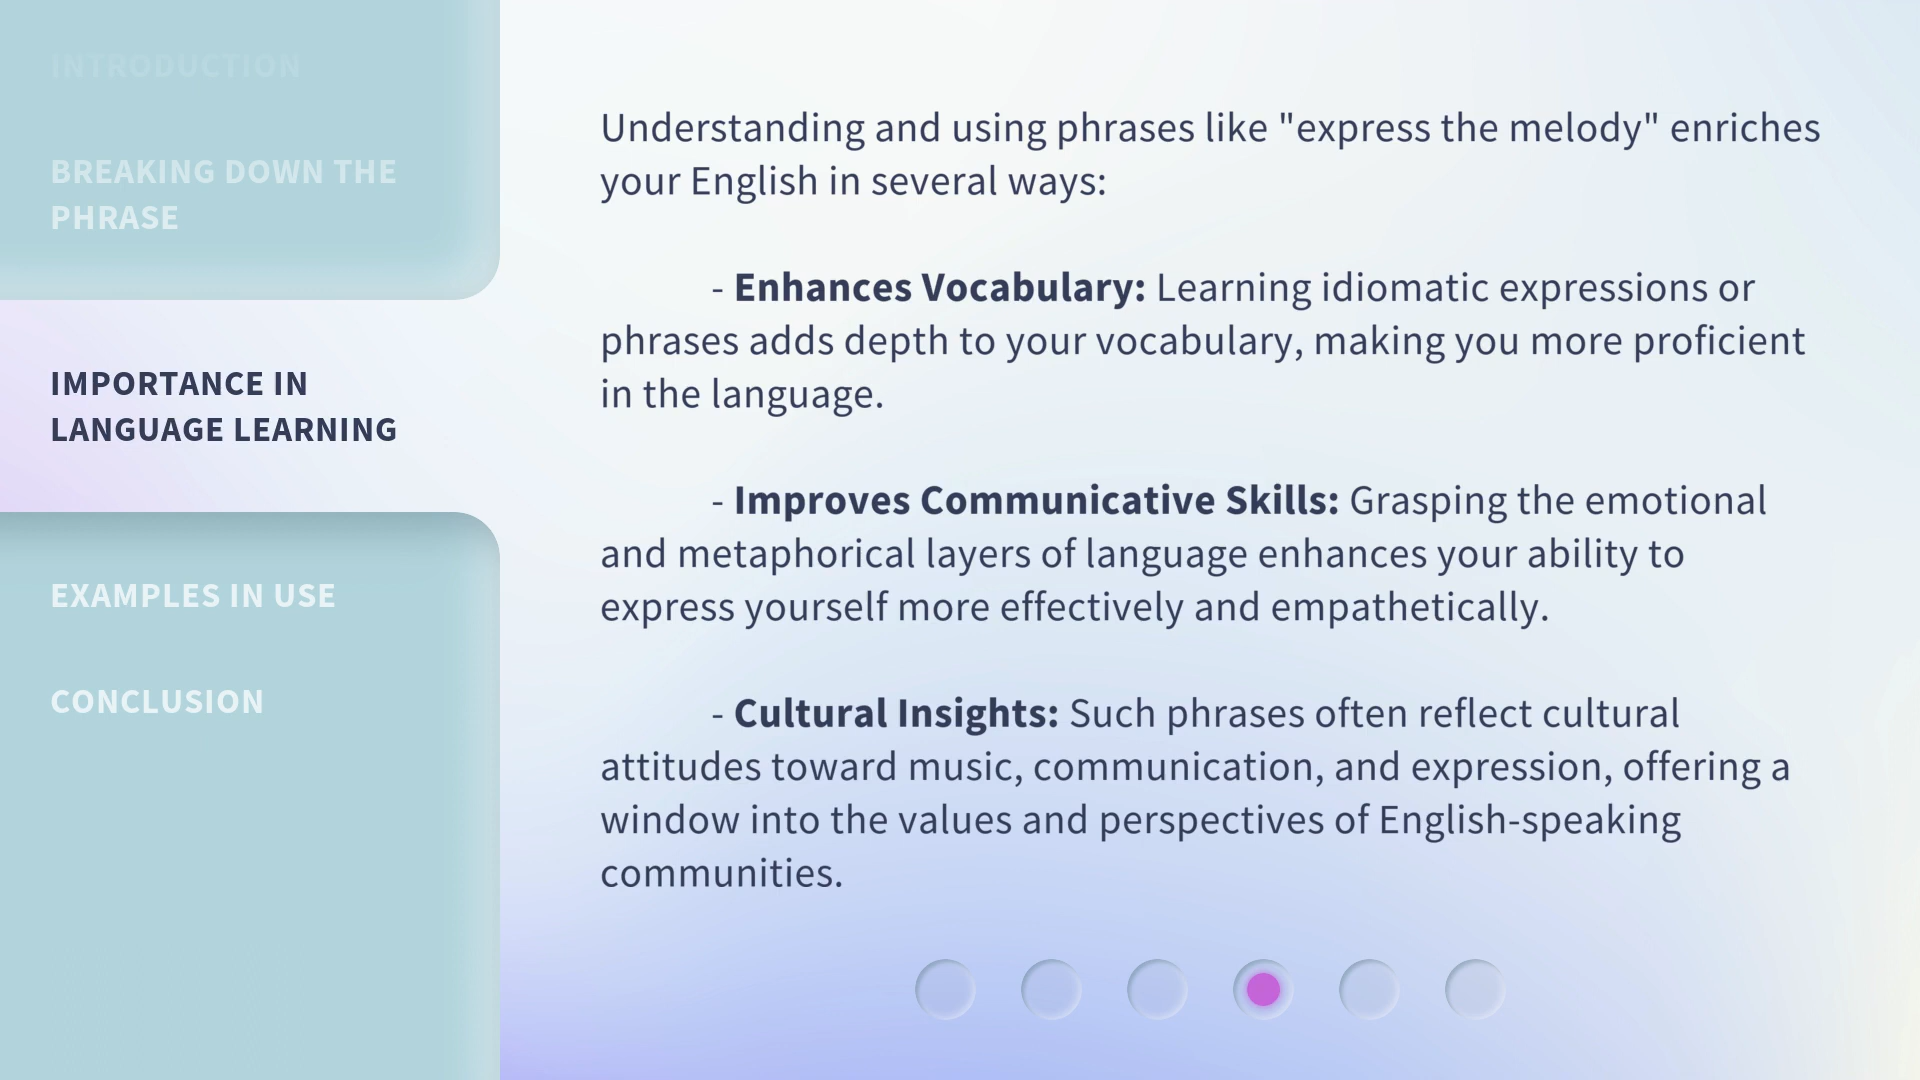 INTRODUCTION
BREAKING DOWN THE
PHRASE
IMPORTANCE IN
LANGUAGE LEARNING
EXAMPLES IN USE
CONCLUSION
Understanding and using phrases like "express the melody" enriches
your English in several ways:
- Enhances Vocabulary: Learning idiomatic expressions or
phrases adds depth to your vocabulary, making you more proficient
in the language.
- Improves Communicative Skills: Grasping the emotional
and metaphorical layers of language enhances your ability to
express yourself more effectively and empathetically.
- Cultural Insights: Such phrases often reflect cultural
attitudes toward music, communication, and expression, offering a
window into the values and perspectives of English-speaking
communities.